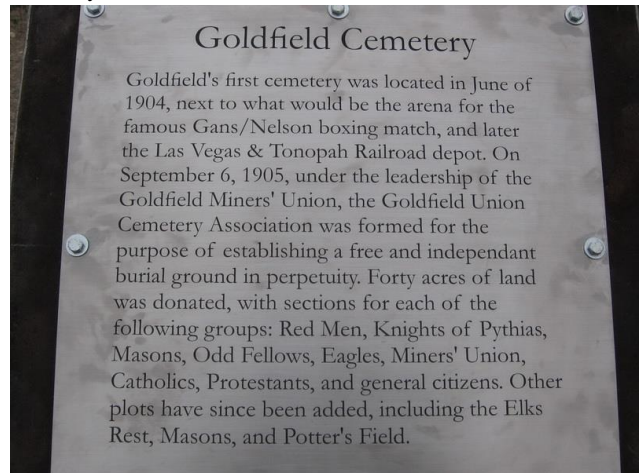 Goldfield Cemetery
Goldfield's first cemetery was located in June of
1904, next to what would be the arena for the
famous Gans/Nelson boxing match, and later
the Las Vegas & Tonopah Railroad depot. On
September 6, 1905, under the leadership of the
Goldfield Miners' Union, the Goldfield Union
Cemetery Association was formed for the
purpose of establishing a free and independant
burial ground in perpetuity. Forty acres of land
was donated, with sections for each of the
following groups: Red Men, Knights of Pythias,
Masons, Odd Fellows, Eagles, Miners' Union,
Catholics, Protestants, and general citizens. Other
plots have since been added, including the Elks
Rest, Masons, and Potter's Field.